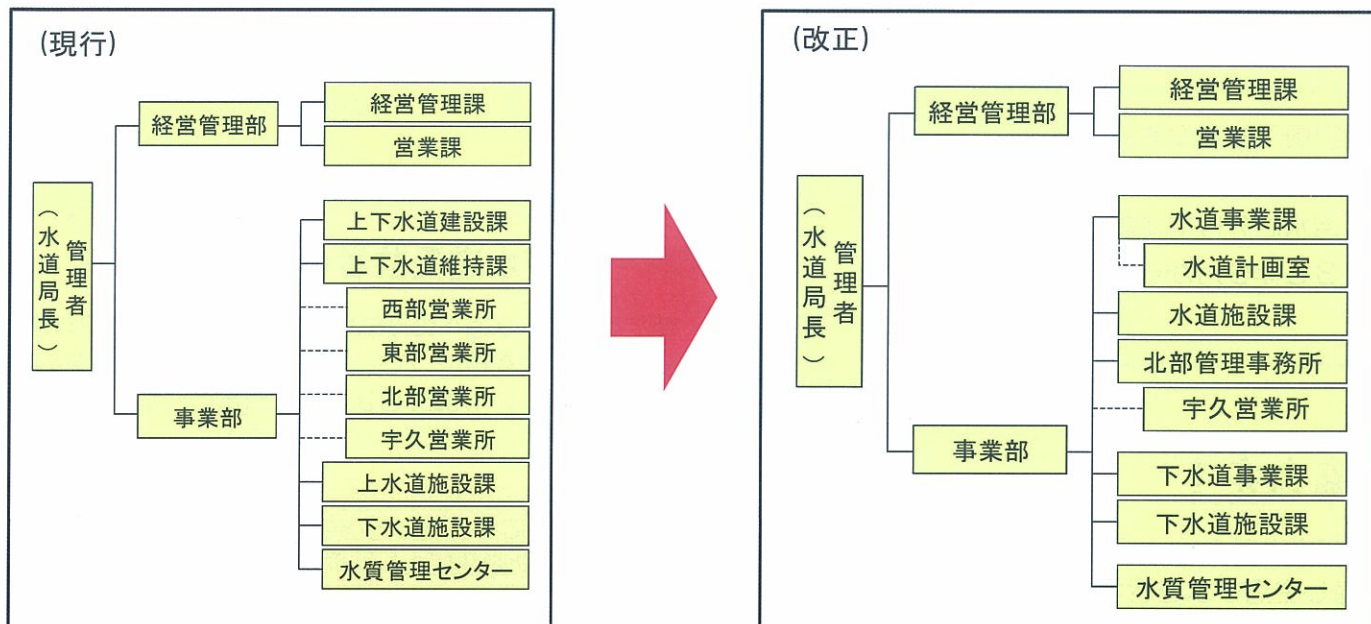 (現行)
管理者
(水道局長)
経営管理部
経営管理課
営業課
事業部
上下水道建設課
上下水道維持課
西部営業所
東部営業所
北部営業所
宇久営業所
上水道施設課
下水道施設課
水質管理センター
(改正)
管理者
(水道局長)
経営管理部
経営管理課
営業課
事業部
水道事業課
水道計画室
水道施設課
北部管理事務所
宇久営業所
下水道事業課
下水道施設課
水質管理センター